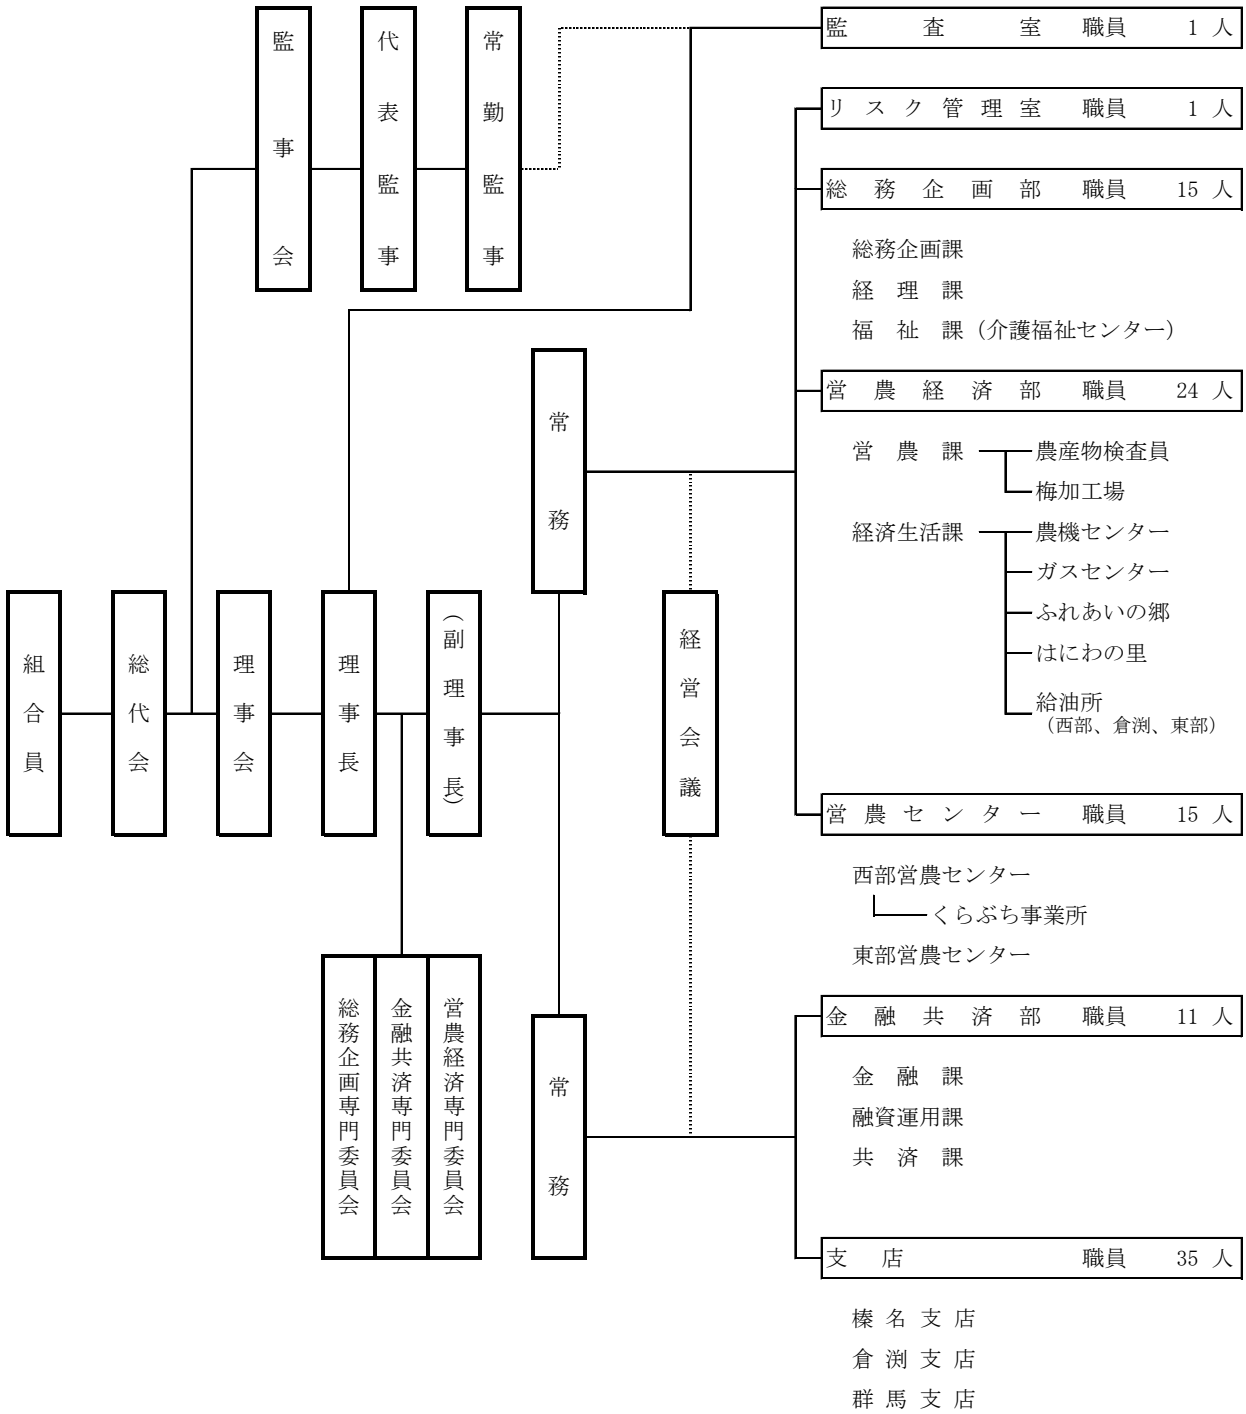 監事会
代表監事
常勤監事
監査室 職員 1 人
リスク管理室 職員 1 人
総務企画部 職員 15 人
総務企画課
経理課
福祉課（介護福祉センター）
営農経済部 職員 24 人
営農課
農産物検査員
梅加工場
経済生活課
農機センター
ガスセンター
ふれあいの郷
はにわの里
給油所
（西部、倉渕、東部）
常務
組合員
総代会
理事会
理事長
（副理事長）
経営会議
営農センター 職員 15 人
西部営農センター
くらぶち事業所
東部営農センター
総務企画専門委員会
金融共済専門委員会
営農経済専門委員会
常務
金融共済部 職員 11 人
金融課
融資運用課
共済課
支店 職員 35 人
榛名支店
倉渕支店
群馬支店